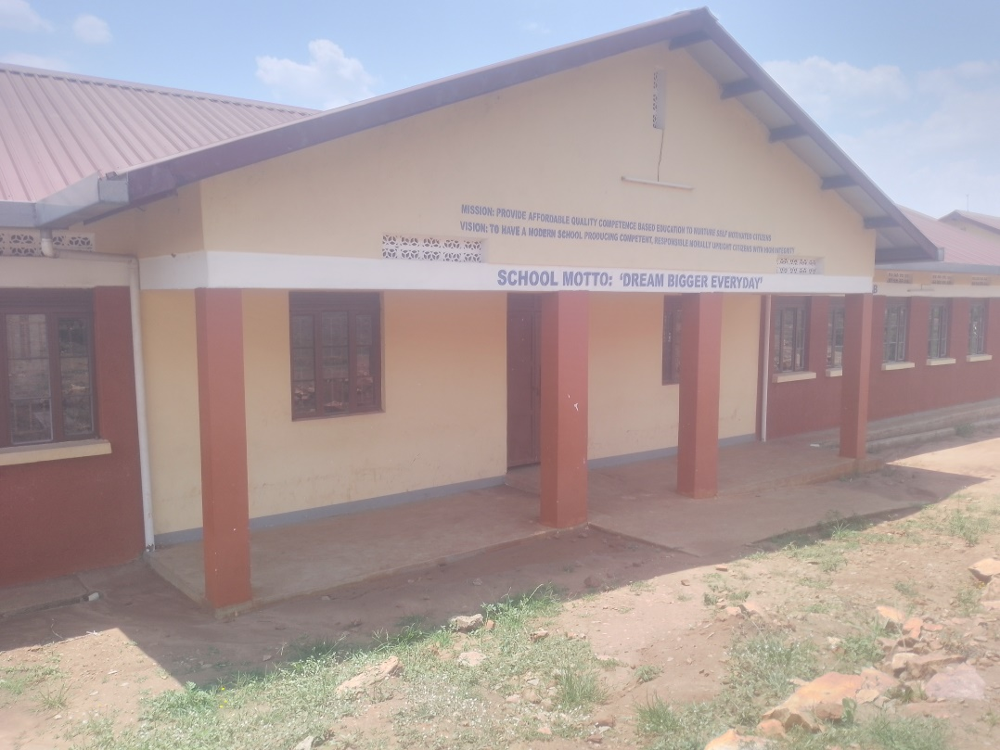 MISSION: PROVIDE AFFORDABLE QUALITY COMPETENCE BASED EDUCATION TO NURTURE SELF MOTIVATED CITIZENS
VISION: TO HAVE A MODERN SCHOOL PRODUCING COMPETENT, RESPONSIBLE MORALLY UPRIGHT CITIZENS WITH HIGH INTEGRITY
SCHOOL MOTTO: 'DREAM BIGGER EVERYDAY'